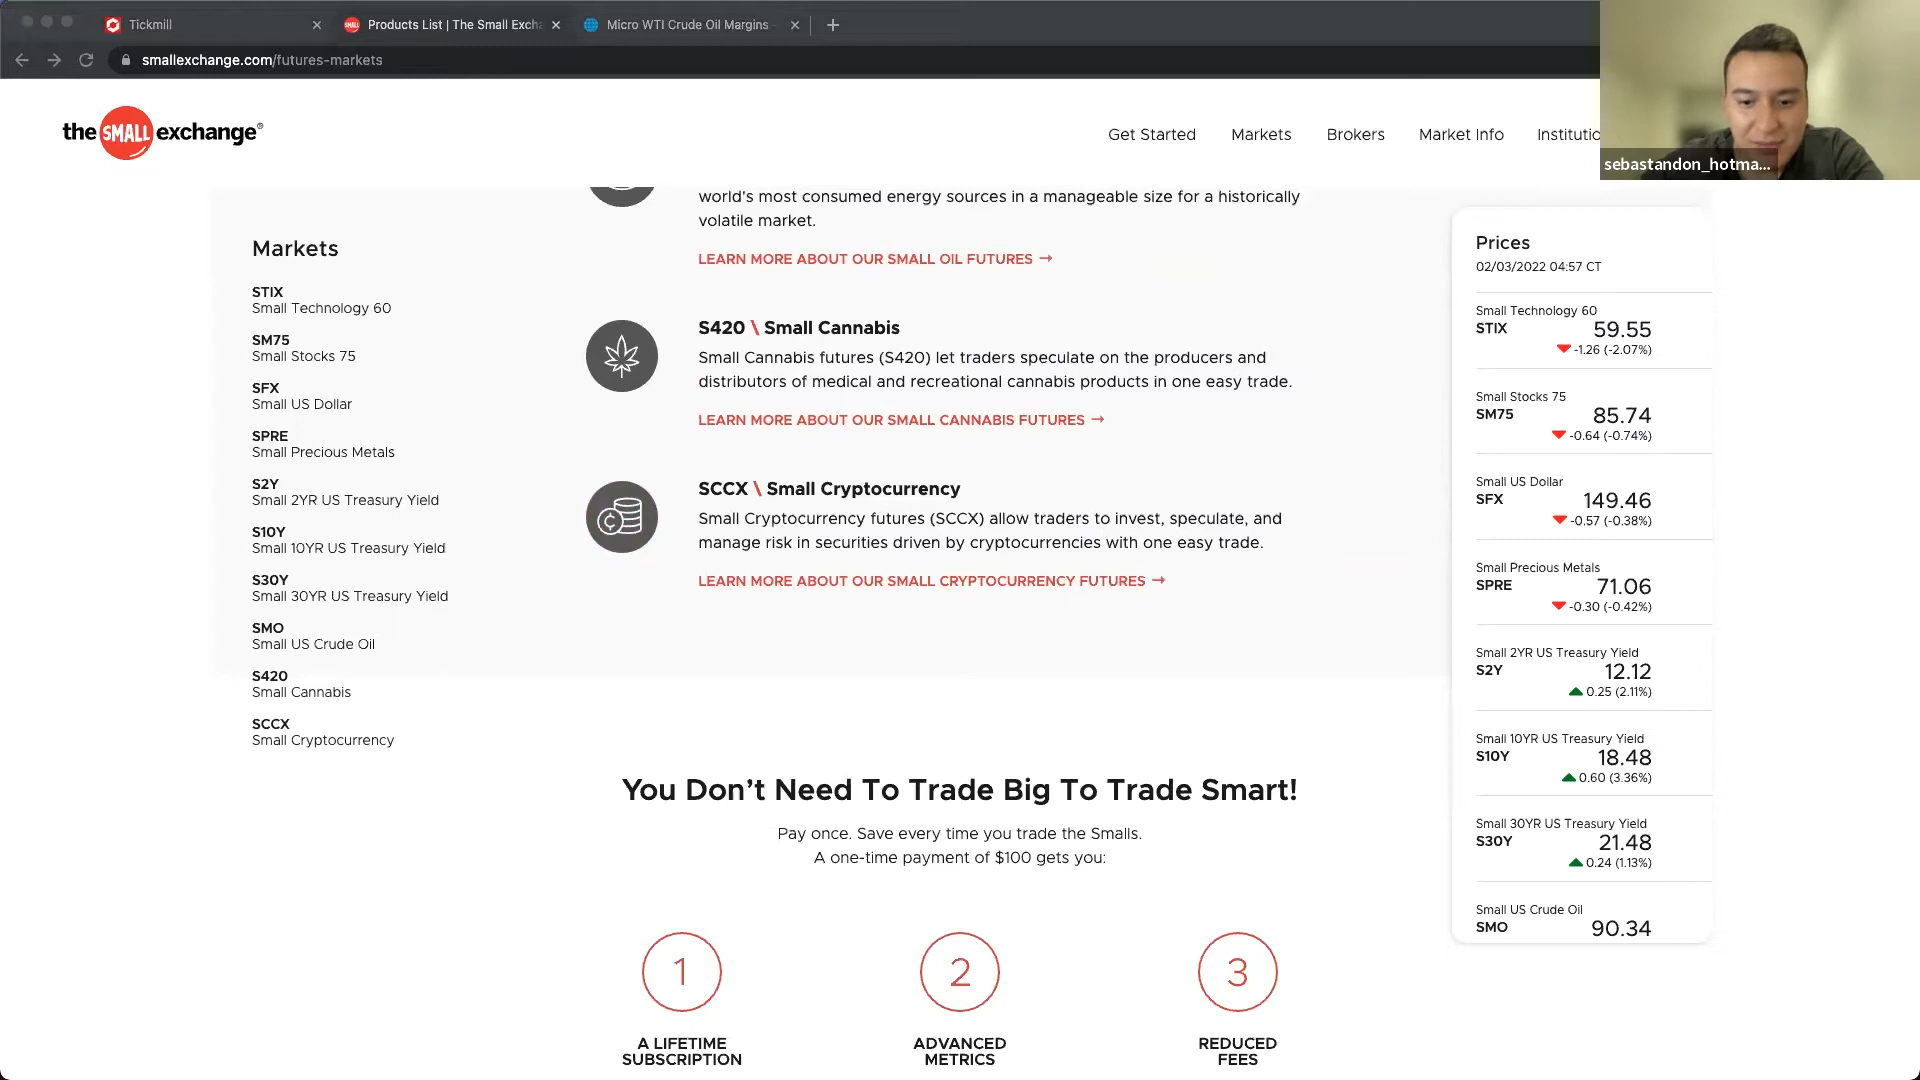 Tickmill
Products List | The Small Exch
Micro WTI Crude Oil Margins
smallexchange.com/futures-markets
the SMALL exchange®
Get Started
Markets
Brokers
Market Info
Institutio
sebastandon_hotma...
world's most consumed energy sources in a manageable size for a historically
volatile market.
LEARN MORE ABOUT OUR SMALL OIL FUTURES →
Markets
STIX
Small Technology 60
SM75
Small Stocks 75
SFX
Small US Dollar
SPRE
Small Precious Metals
S2Y
Small 2YR US Treasury Yield
S10Y
Small 10YR US Treasury Yield
S30Y
Small 30YR US Treasury Yield
SMO
Small US Crude Oil
S420
Small Cannabis
SCCX
Small Cryptocurrency
S420 \ Small Cannabis
Small Cannabis futures (S420) let traders speculate on the producers and
distributors of medical and recreational cannabis products in one easy trade.
LEARN MORE ABOUT OUR SMALL CANNABIS FUTURES →
SCCX \ Small Cryptocurrency
Small Cryptocurrency futures (SCCX) allow traders to invest, speculate, and
manage risk in securities driven by cryptocurrencies with one easy trade.
LEARN MORE ABOUT OUR SMALL CRYPTOCURRENCY FUTURES →
Prices
02/03/2022 04:57 CT
Small Technology 60
STIX 59.55
-1.26 (-2.07%)
Small Stocks 75
SM75 85.74
-0.64 (-0.74%)
Small US Dollar
SFX 149.46
-0.57 (-0.38%)
Small Precious Metals
SPRE 71.06
-0.30 (-0.42%)
Small 2YR US Treasury Yield
S2Y 12.12
0.25 (2.11%)
Small 10YR US Treasury Yield
S10Y 18.48
0.60 (3.36%)
Small 30YR US Treasury Yield
S30Y 21.48
0.24 (1.13%)
Small US Crude Oil
SMO 90.34
You Don’t Need To Trade Big To Trade Smart!
Pay once. Save every time you trade the Smalls.
A one-time payment of $100 gets you:
1
2
3
A LIFETIME
SUBSCRIPTION
ADVANCED
METRICS
REDUCED
FEES